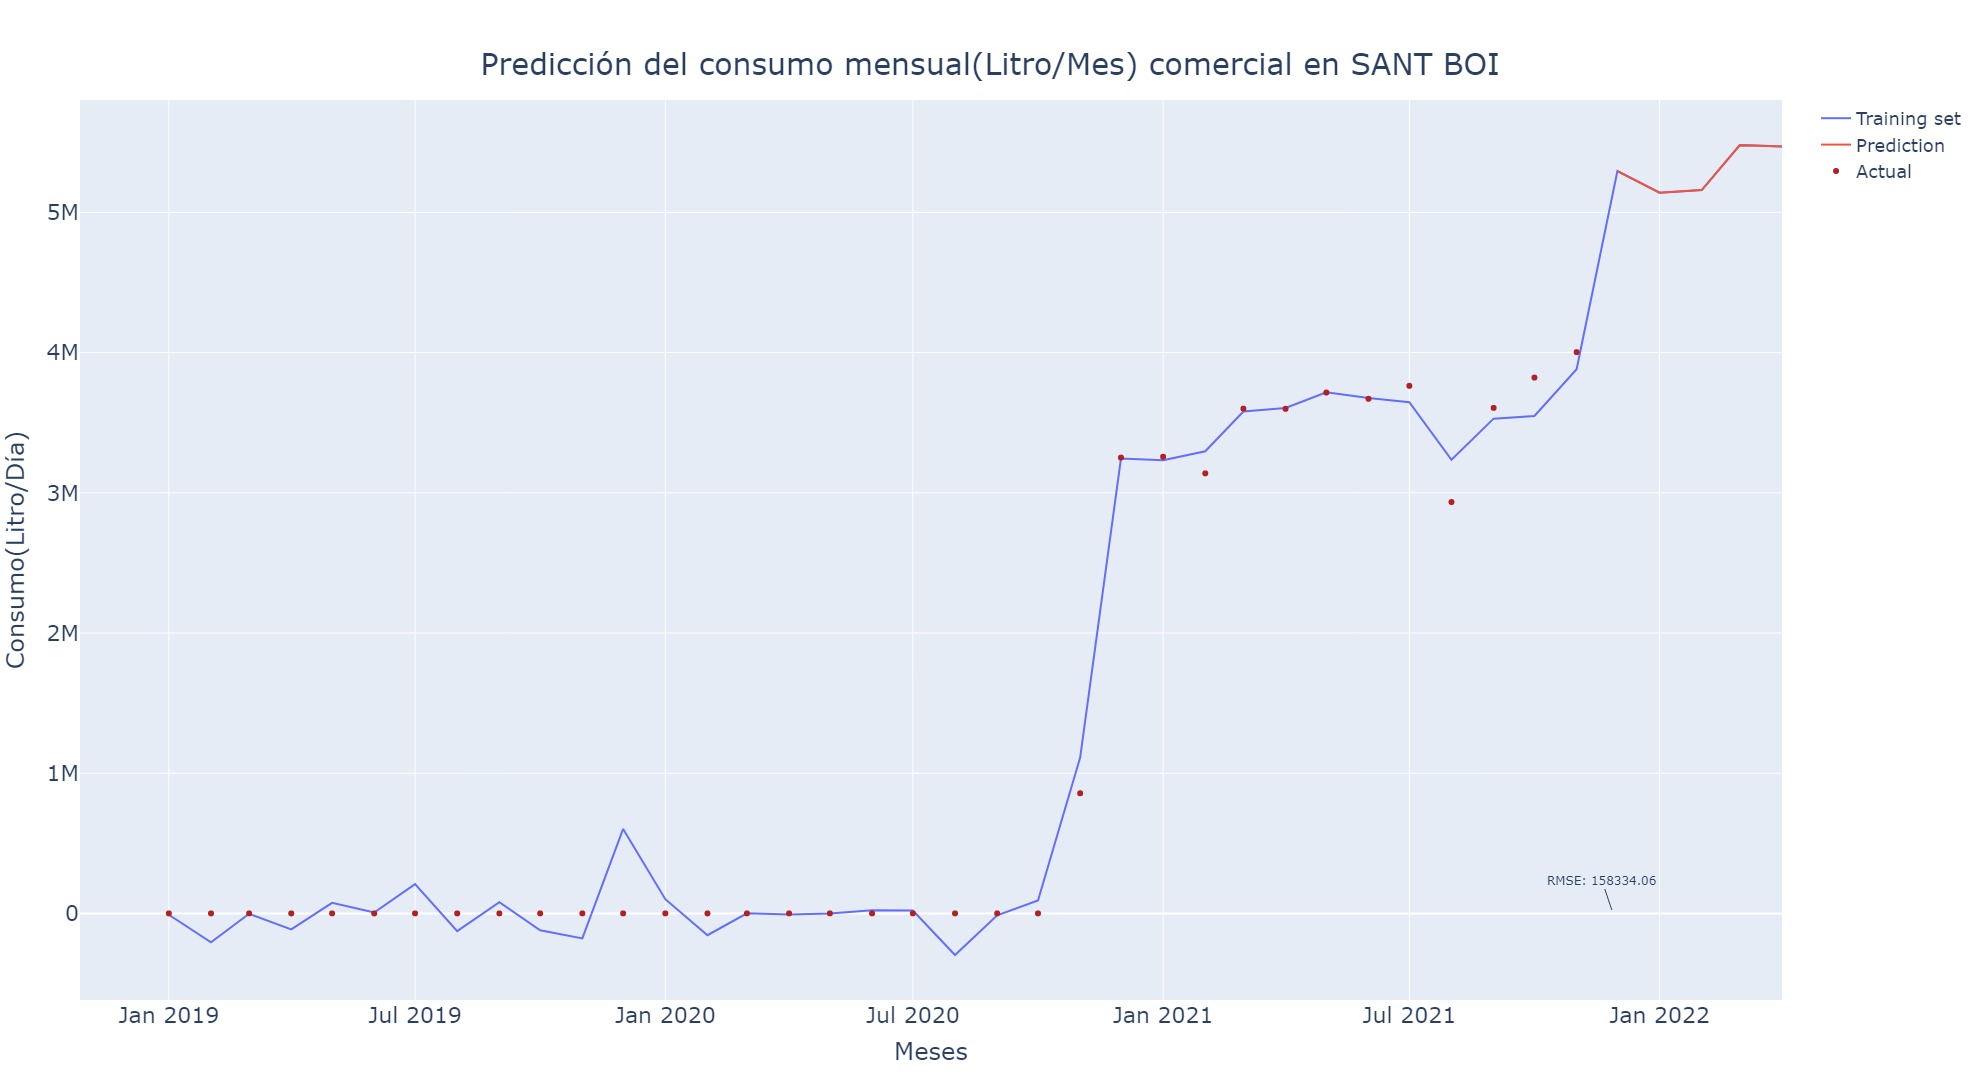 Predicción del consumo mensual(Litro/Mes) comercial en SANT BOI
Training set
Prediction
Actual
Consumo(Litro/Día)
5M
4M
3M
2M
1M
0
RMSE: 158334.06
Jan 2019
Jul 2019
Jan 2020
Jul 2020
Jan 2021
Jul 2021
Jan 2022
Meses